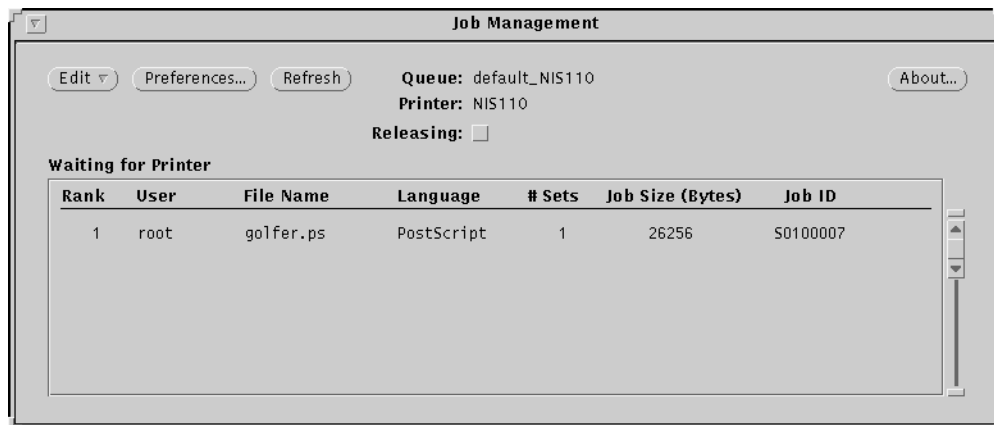 Job Management
Edit Preferences... Refresh Queue: default_NIS110 About...
Printer: NIS110
Releasing:
Waiting for Printer
Rank User File Name Language # Sets Job Size (Bytes) Job ID
1 root golfer.ps PostScript 1 26256 S0100007